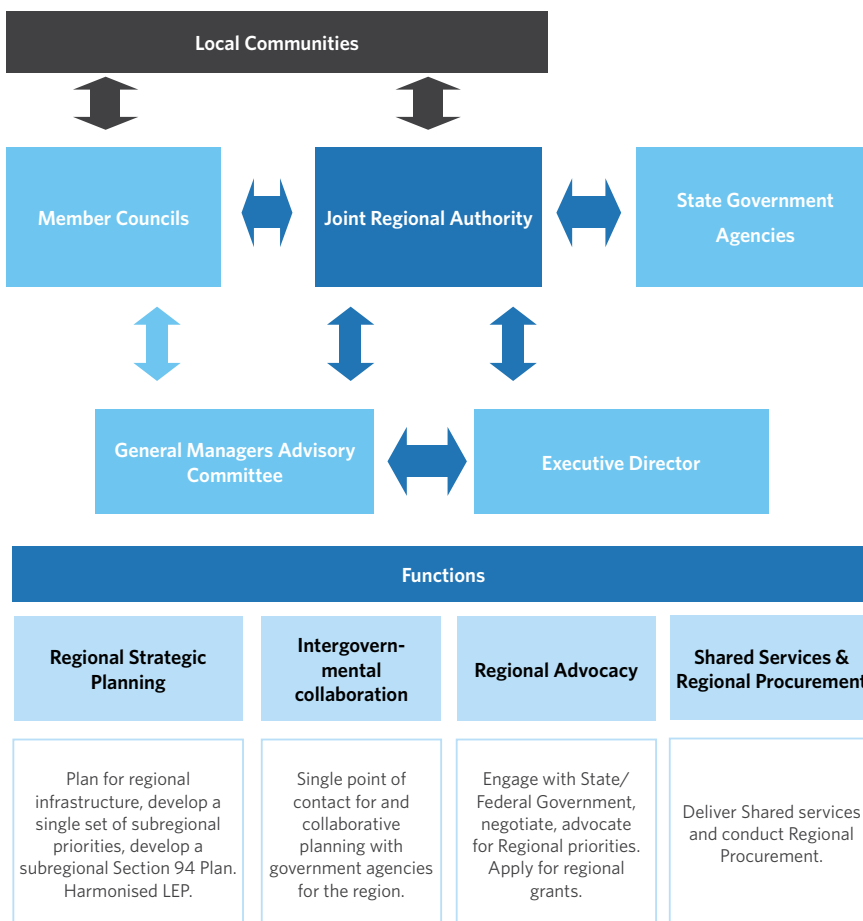 Local Communities
Member Councils
Joint Regional Authority
State Government
Agencies
General Managers Advisory
Committee
Executive Director
Functions
Regional Strategic
Planning
Intergovern-
mental
collaboration
Regional Advocacy
Shared Services &
Regional Procurement
Plan for regional
infrastructure, develop a
single set of subregional
priorities, develop a
subregional Section 94 Plan.
Harmonised LEP.
Single point of
contact for and
collaborative
planning with
government agencies
for the region.
Engage with State/
Federal Government,
negotiate, advocate
for Regional priorities.
Apply for regional
grants.
Deliver Shared services
and conduct Regional
Procurement.